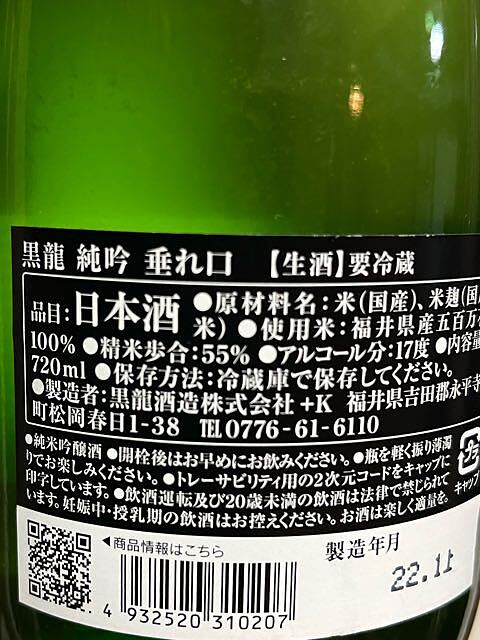 黒龍 純吟 垂れ口 【生酒】要冷蔵
品目:日本酒 ●原材料名:米(国産)、米麹(国
米) ●使用米:福井県産五百万
100% ●精米歩合:55% ●アルコール分:17度 ●内容量
720ml ●保存方法:冷蔵庫で保存してください。
●製造者:黒龍酒造株式会社+K 福井県吉田郡永平寺
町松岡春日1-38 TEL0776-61-6110
●純米吟醸酒 ●開栓後はお早めにお飲みください。●瓶を軽く振り薄濁
りでお楽しみください。●トレーサビリティ用の2次元コードをキャップに
印字しています。●飲酒運転及び20歳未満の飲酒は法律で禁じられて
います。妊娠中・授乳期の飲酒はお控えください。お酒は楽しく適量を。
キャップ
◀商品情報はこちら
4 932520 310207
製造年月
22.11